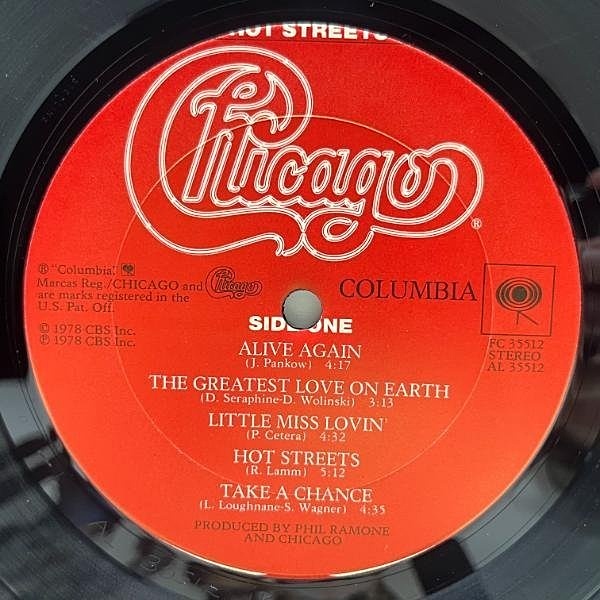 HOT STREETS
Chicago®
® "Columbia",
Marcas Reg./CHICAGO and Chicago
are marks registered in the
U.S. Pat. Off.
© 1978 CBS Inc.
℗ 1978 CBS Inc.
COLUMBIA
SIDE ONE
FC 35512
STEREO
AL 35512
ALIVE AGAIN
(J. Pankow) 4:17
THE GREATEST LOVE ON EARTH
(D. Seraphine-D. Wolinski) 3:13
LITTLE MISS LOVIN'
(P. Cetera) 4:32
HOT STREETS
(R. Lamm) 5:12
TAKE A CHANCE
(L. Loughnane-S. Wagner) 4:35
PRODUCED BY PHIL RAMONE
AND CHICAGO